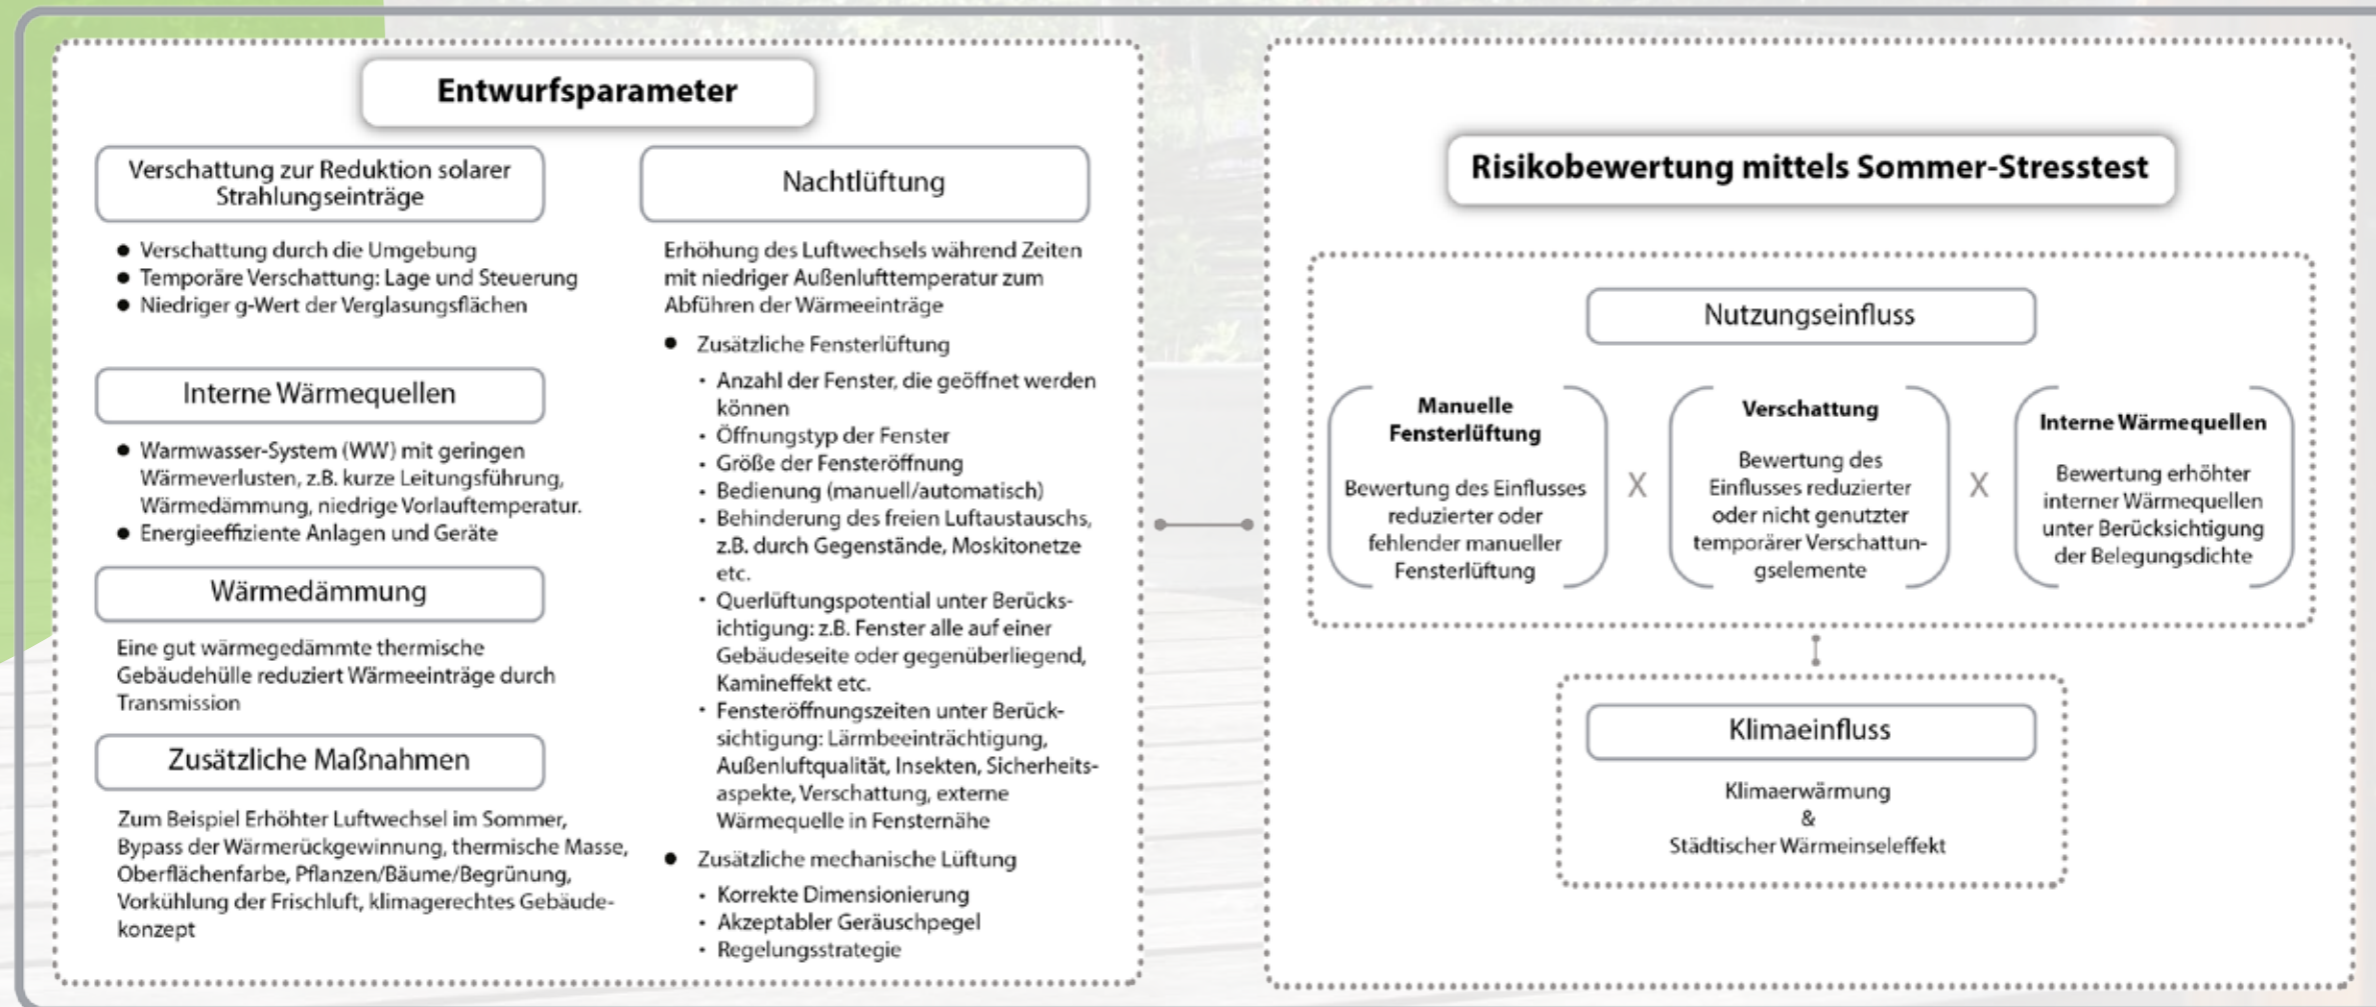 Entwurfsparameter
Verschattung zur Reduktion solarer
Strahlungseinträge
● Verschattung durch die Umgebung
● Temporäre Verschattung: Lage und Steuerung
● Niedriger g-Wert der Verglasungsflächen
Interne Wärmequellen
● Warmwasser-System (WW) mit geringen
Wärmeverlusten, z.B. kurze Leitungsführung,
Wärmedämmung, niedrige Vorlauftemperatur.
● Energieeffiziente Anlagen und Geräte
Wärmedämmung
Eine gut wärmegedämmte thermische
Gebäudehülle reduziert Wärmeeinträge durch
Transmission
Zusätzliche Maßnahmen
Zum Beispiel Erhöhter Luftwechsel im Sommer,
Bypass der Wärmerückgewinnung, thermische Masse,
Oberflächenfarbe, Pflanzen/Bäume/Begrünung,
Vorkühlung der Frischluft, klimagerechtes Gebäude-
konzept
Nachtlüftung
Erhöhung des Luftwechsels während Zeiten
mit niedriger Außenlufttemperatur zum
Abführen der Wärmeeinträge
● Zusätzliche Fensterlüftung
• Anzahl der Fenster, die geöffnet werden
können
• Öffnungstyp der Fenster
• Größe der Fensteröffnung
• Bedienung (manuell/automatisch)
• Behinderung des freien Luftaustauschs,
z.B. durch Gegenstände, Moskitonetze
etc.
• Querlüftungspotential unter Berücks-
ichtigung: z.B. Fenster alle auf einer
Gebäudeseite oder gegenüberliegend,
Kamineffekt etc.
• Fensteröffnungszeiten unter Berück-
sichtigung: Lärmbeeinträchtigung,
Außenluftqualität, Insekten, Sicherheits-
aspekte, Verschattung, externe
Wärmequelle in Fensternähe
● Zusätzliche mechanische Lüftung
• Korrekte Dimensionierung
• Akzeptabler Geräuschpegel
• Regelungsstrategie
Risikobewertung mittels Sommer-Stresstest
Nutzungseinfluss
Manuelle
Fensterlüftung
Bewertung des Einflusses
reduzierter oder
fehlender manueller
Fensterlüftung
X
Verschattung
Bewertung des
Einflusses reduzierter
oder nicht genutzter
temporärer Verschattun-
gselemente
X
Interne Wärmequellen
Bewertung erhöhter
interner Wärmequellen
unter Berücksichtigung
der Belegungsdichte
Klimaeinfluss
Klimaerwärmung
&
Städtischer Wärmeinseleffekt